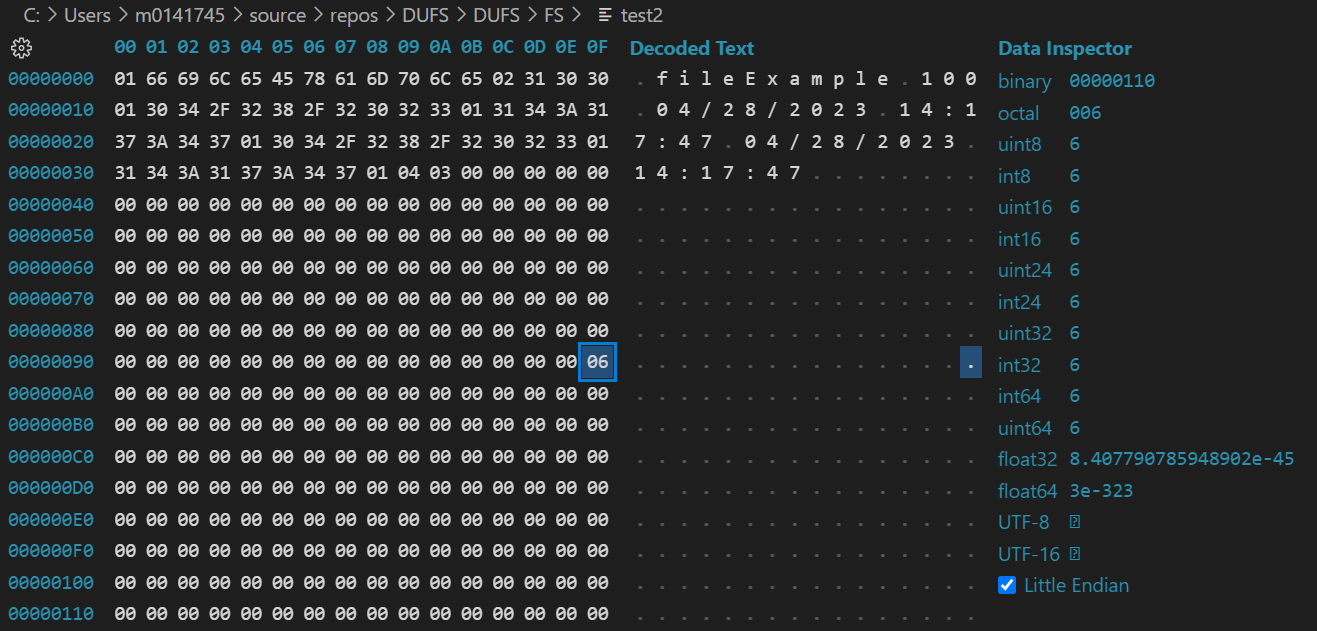 C: > Users > m0141745 > source > repos > DUFS > DUFS > FS > test2
00 01 02 03 04 05 06 07 08 09 0A 0B 0C 0D 0E 0F Decoded Text Data Inspector
00000000 01 66 69 6C 65 45 78 61 6D 70 6C 65 02 31 30 30 . f i l e E x a m p l e . 1 0 0 binary 00000110
00000010 01 30 34 2F 32 38 2F 32 30 32 33 01 31 34 3A 31 . 0 4 / 2 8 / 2 0 2 3 . 1 4 : 1 octal 006
00000020 37 3A 34 37 01 30 34 2F 32 38 2F 32 30 32 33 01 7 : 4 7 . 0 4 / 2 8 / 2 0 2 3 . uint8 6
00000030 31 34 3A 31 37 3A 34 37 01 04 03 00 00 00 00 00 1 4 : 1 7 : 4 7 . . . . . . . . int8 6
00000040 00 00 00 00 00 00 00 00 00 00 00 00 00 00 00 00 . . . . . . . . . . . . . . . . uint16 6
00000050 00 00 00 00 00 00 00 00 00 00 00 00 00 00 00 00 . . . . . . . . . . . . . . . . int16 6
00000060 00 00 00 00 00 00 00 00 00 00 00 00 00 00 00 00 . . . . . . . . . . . . . . . . uint24 6
00000070 00 00 00 00 00 00 00 00 00 00 00 00 00 00 00 00 . . . . . . . . . . . . . . . . int24 6
00000080 00 00 00 00 00 00 00 00 00 00 00 00 00 00 00 00 . . . . . . . . . . . . . . . . uint32 6
00000090 00 00 00 00 00 00 00 00 00 00 00 00 00 00 00 06 . . . . . . . . . . . . . . . . int32 6
000000A0 00 00 00 00 00 00 00 00 00 00 00 00 00 00 00 00 . . . . . . . . . . . . . . . . int64 6
000000B0 00 00 00 00 00 00 00 00 00 00 00 00 00 00 00 00 . . . . . . . . . . . . . . . . uint64 6
000000C0 00 00 00 00 00 00 00 00 00 00 00 00 00 00 00 00 . . . . . . . . . . . . . . . . float32 8.407790785948902e-45
000000D0 00 00 00 00 00 00 00 00 00 00 00 00 00 00 00 00 . . . . . . . . . . . . . . . . float64 3e-323
000000E0 00 00 00 00 00 00 00 00 00 00 00 00 00 00 00 00 . . . . . . . . . . . . . . . . UTF-8
000000F0 00 00 00 00 00 00 00 00 00 00 00 00 00 00 00 00 . . . . . . . . . . . . . . . . UTF-16
00000100 00 00 00 00 00 00 00 00 00 00 00 00 00 00 00 00 . . . . . . . . . . . . . . . . Little Endian
00000110 00 00 00 00 00 00 00 00 00 00 00 00 00 00 00 00 . . . . . . . . . . . . . . . .